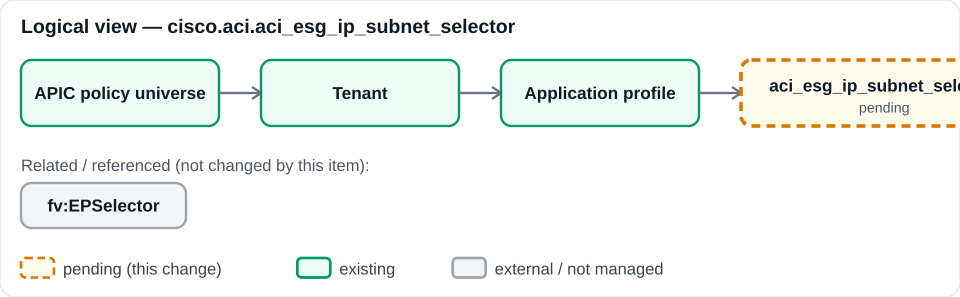 Logical view — cisco.aci.aci_esg_ip_subnet_selector
APIC policy universe
Tenant
Application profile
aci_esg_ip_subnet_sele
pending
Related / referenced (not changed by this item):
fv:EPSelector
pending (this change)
existing
external / not managed